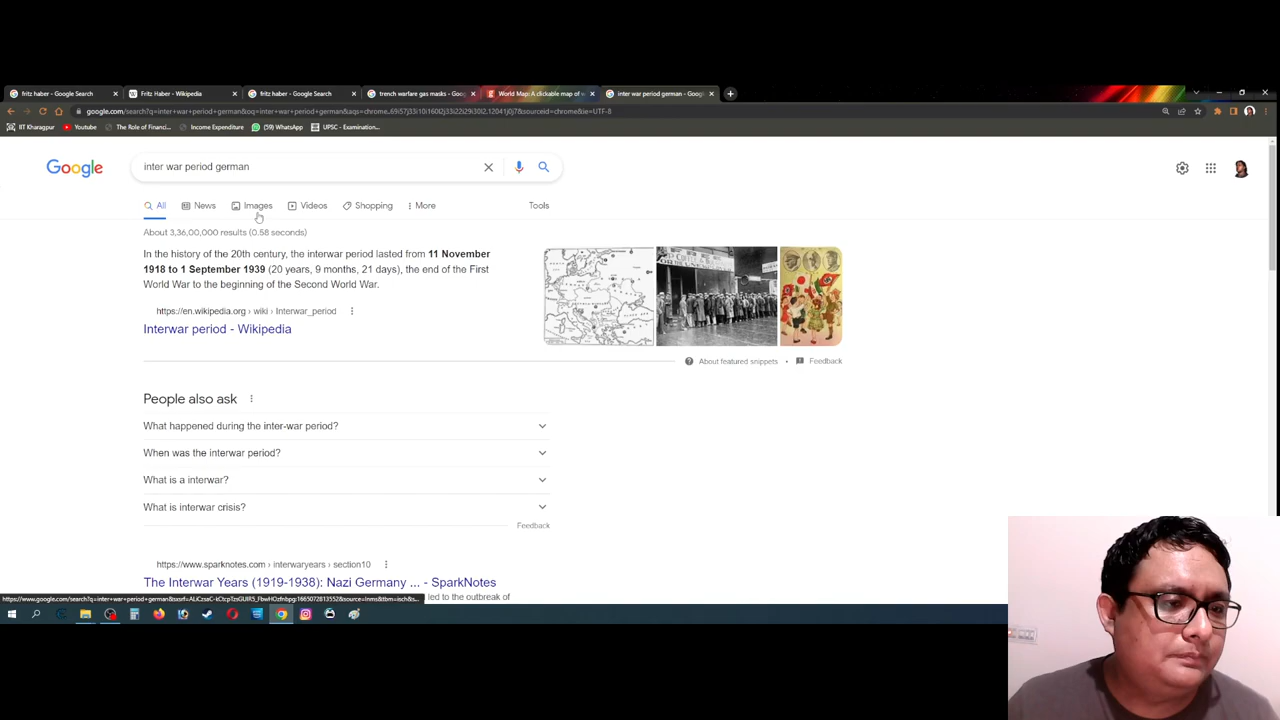 fritz haber - Google Search
Fritz Haber - Wikipedia
fritz haber - Google Search
trench warfare gas masks - Goo
World Map: A clickable map of w
inter war period german - Googl
IIT Kharagpur
Youtube
The Role of Financi...
Income Expenditure
(59) WhatsApp
UPSC - Examination...
Google
inter war period german
All
News
Images
Videos
Shopping
More
Tools
About 3,36,00,000 results (0.58 seconds)
In the history of the 20th century, the interwar period lasted from 11 November
1918 to 1 September 1939 (20 years, 9 months, 21 days), the end of the First
World War to the beginning of the Second World War.
https://en.wikipedia.org › wiki › Interwar_period
Interwar period - Wikipedia
About featured snippets
Feedback
People also ask
What happened during the inter-war period?
When was the interwar period?
What is a interwar?
What is interwar crisis?
Feedback
https://www.sparknotes.com › interwaryears › section10
The Interwar Years (1919-1938): Nazi Germany ... - SparkNotes
led to the outbreak of